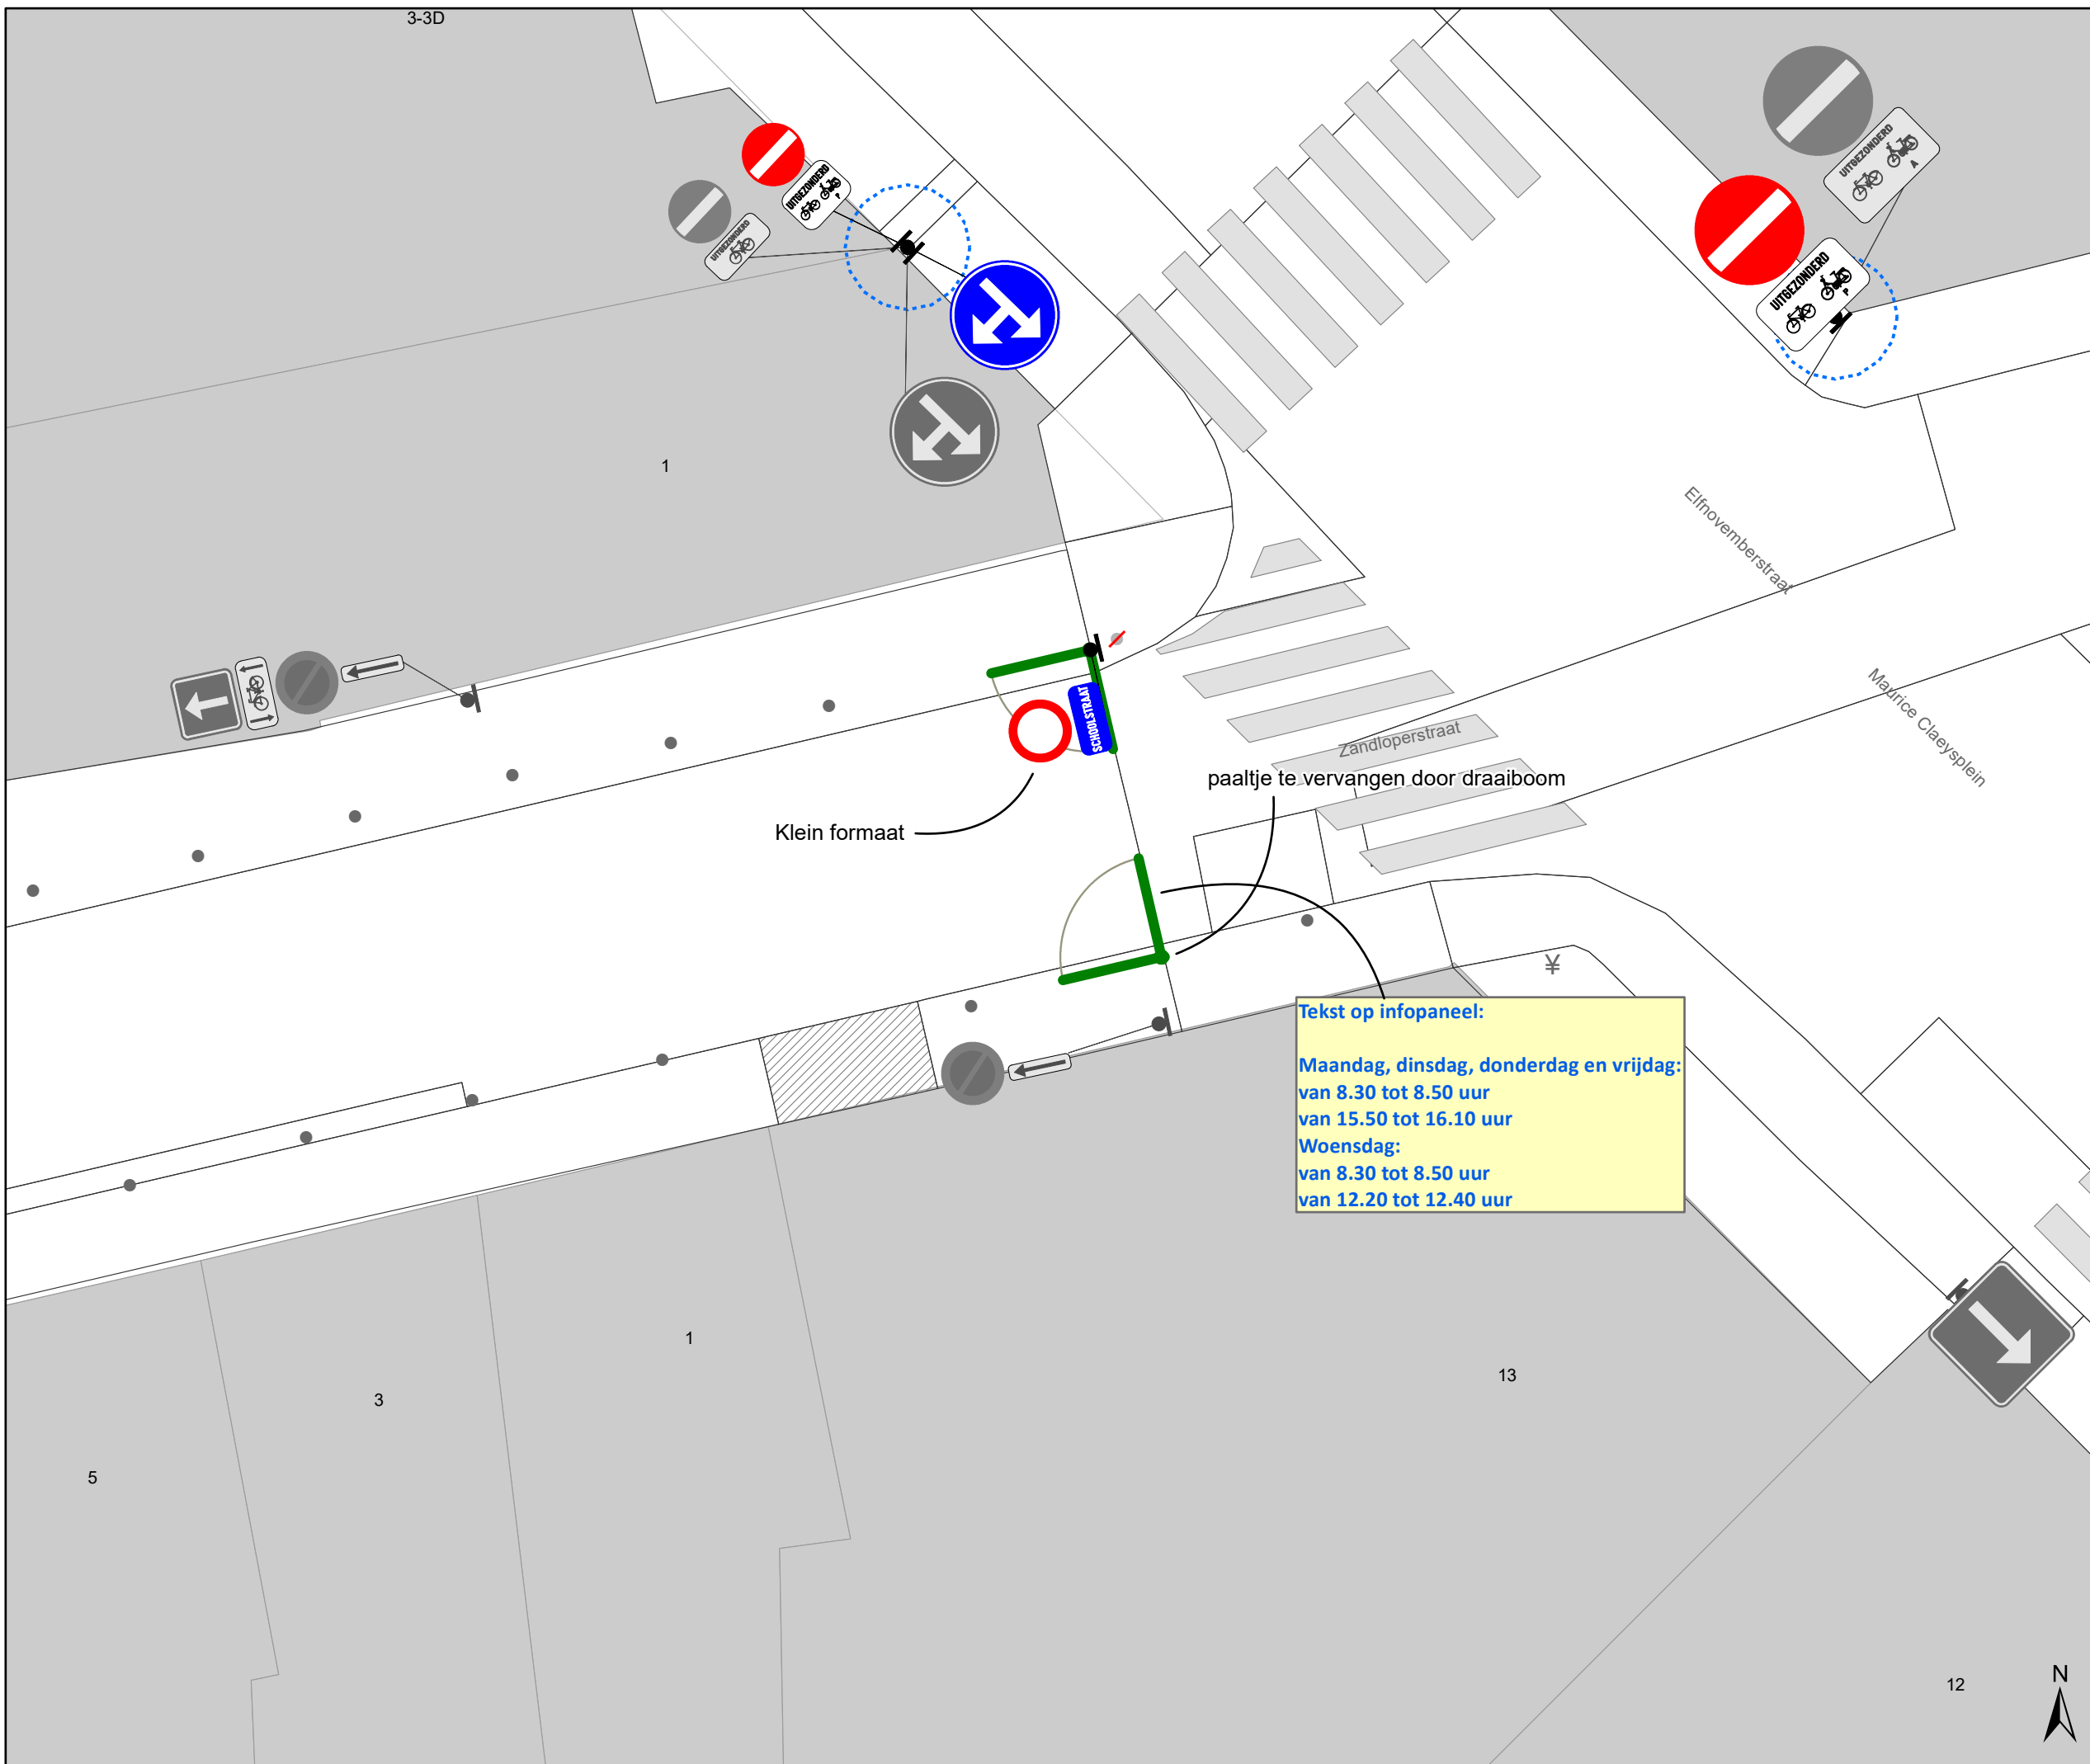 3-3D
UITGEZONDERD
A
UITGEZONDERD
P
UITGEZONDERD
UITGEZONDERD
P
1
Elfnovemberstraat
Maurice Claeysplein
SCHOOLSTRAAT
Zandloperstraat
paaltje te vervangen door draaiboom
Klein formaat
¥
Tekst op infopaneel:
Maandag, dinsdag, donderdag en vrijdag:
van 8.30 tot 8.50 uur
van 15.50 tot 16.10 uur
Woensdag:
van 8.30 tot 8.50 uur
van 12.20 tot 12.40 uur
1
13
3
5
12
N